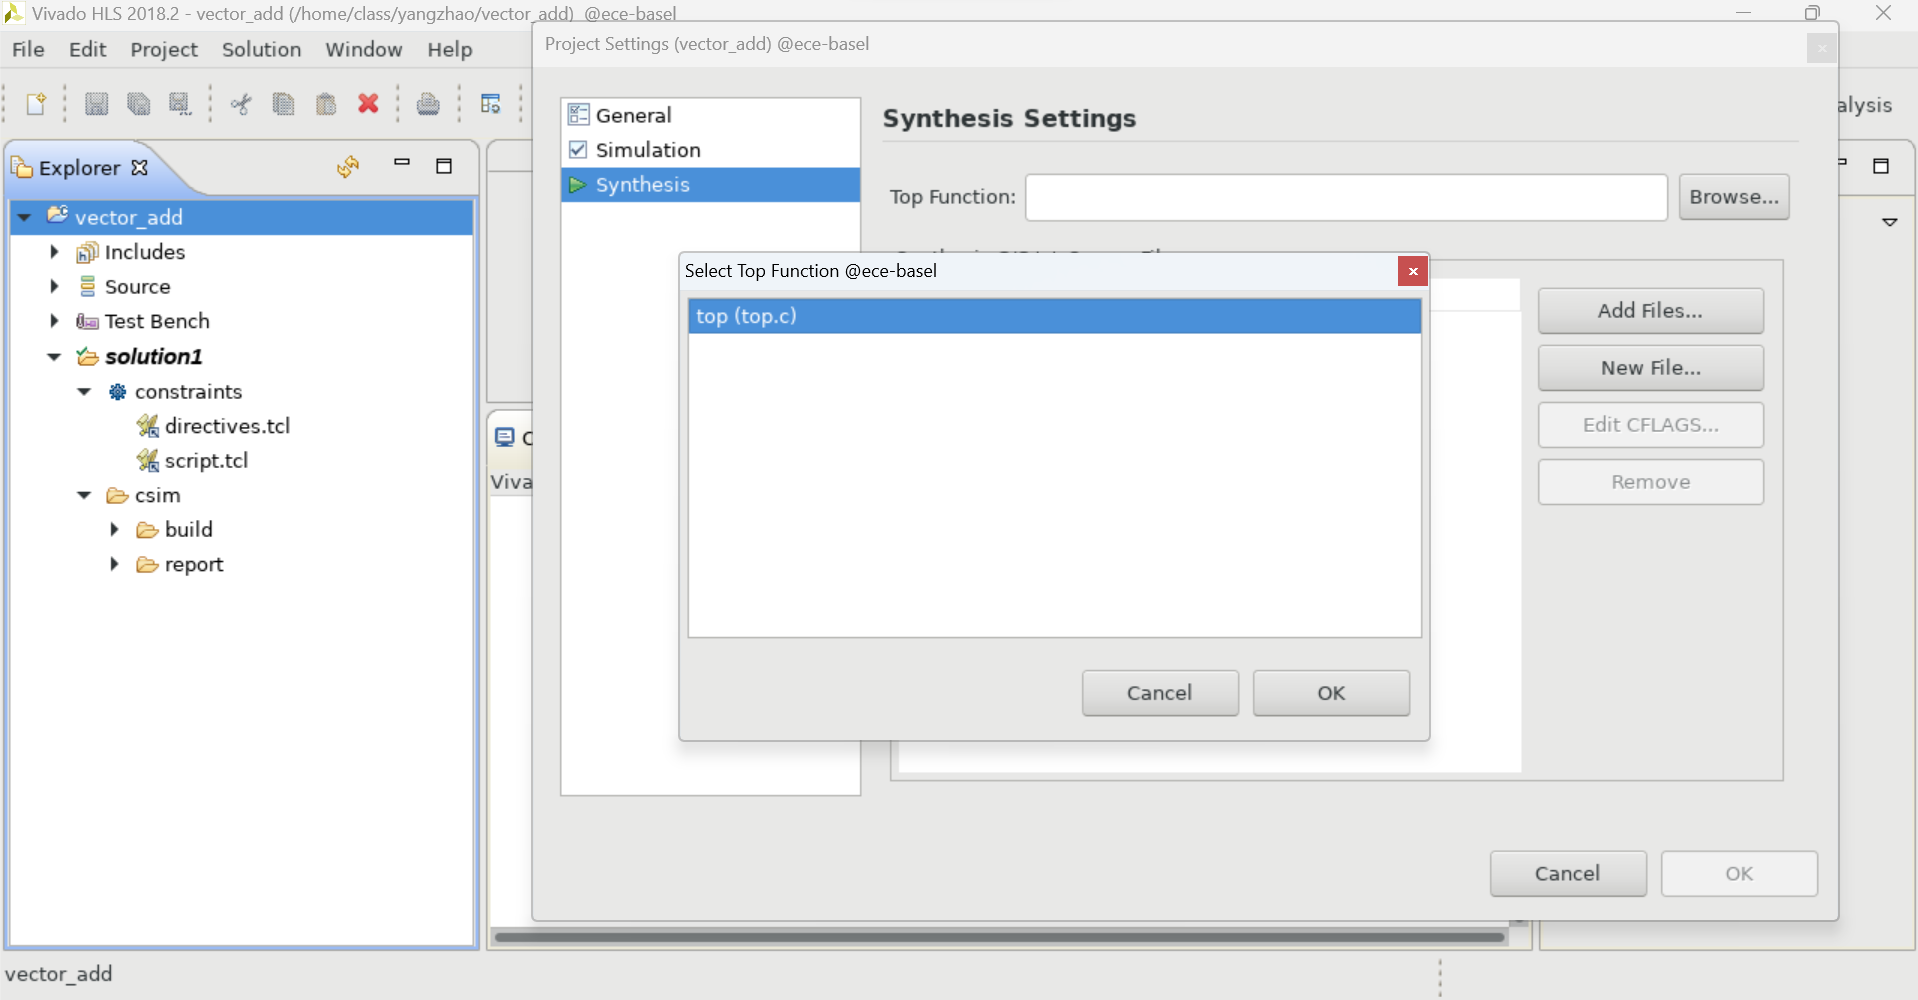 Vivado HLS 2018.2 - vector_add (/home/class/yangzhao/vector_add) @ece-basel
File Edit Project Solution Window Help
Project Settings (vector_add) @ece-basel
alysis
Explorer
vector_add
Includes
Source
Test Bench
solution1
constraints
directives.tcl
script.tcl
csim
build
report
Viva
General
Simulation
Synthesis
Synthesis Settings
Top Function:
Browse...
Select Top Function @ece-basel
top (top.c)
Cancel
OK
Add Files...
New File...
Edit CFLAGS...
Remove
Cancel
OK
vector_add